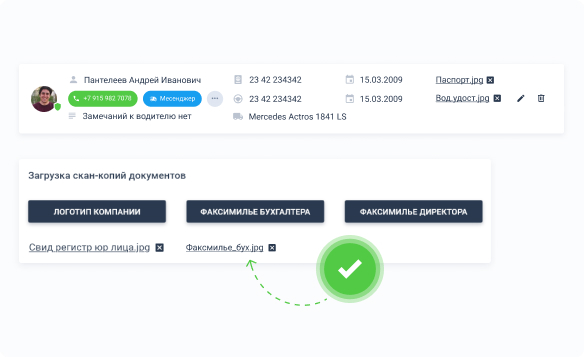 Пантелеев Андрей Иванович 23 42 234342 15.03.2009 Паспорт.jpg
+7 915 982 7078 Месенджер 23 42 234342 15.03.2009 Вод.удост.jpg
Замечаний к водителю нет Mercedes Actros 1841 LS
Загрузка скан-копий документов
ЛОГОТИП КОМПАНИИ ФАКСИМИЛЬЕ БУХГАЛТЕРА ФАКСИМИЛЬЕ ДИРЕКТОРА
Свид регистр юр лица.jpg Факсмилье_бух.jpg